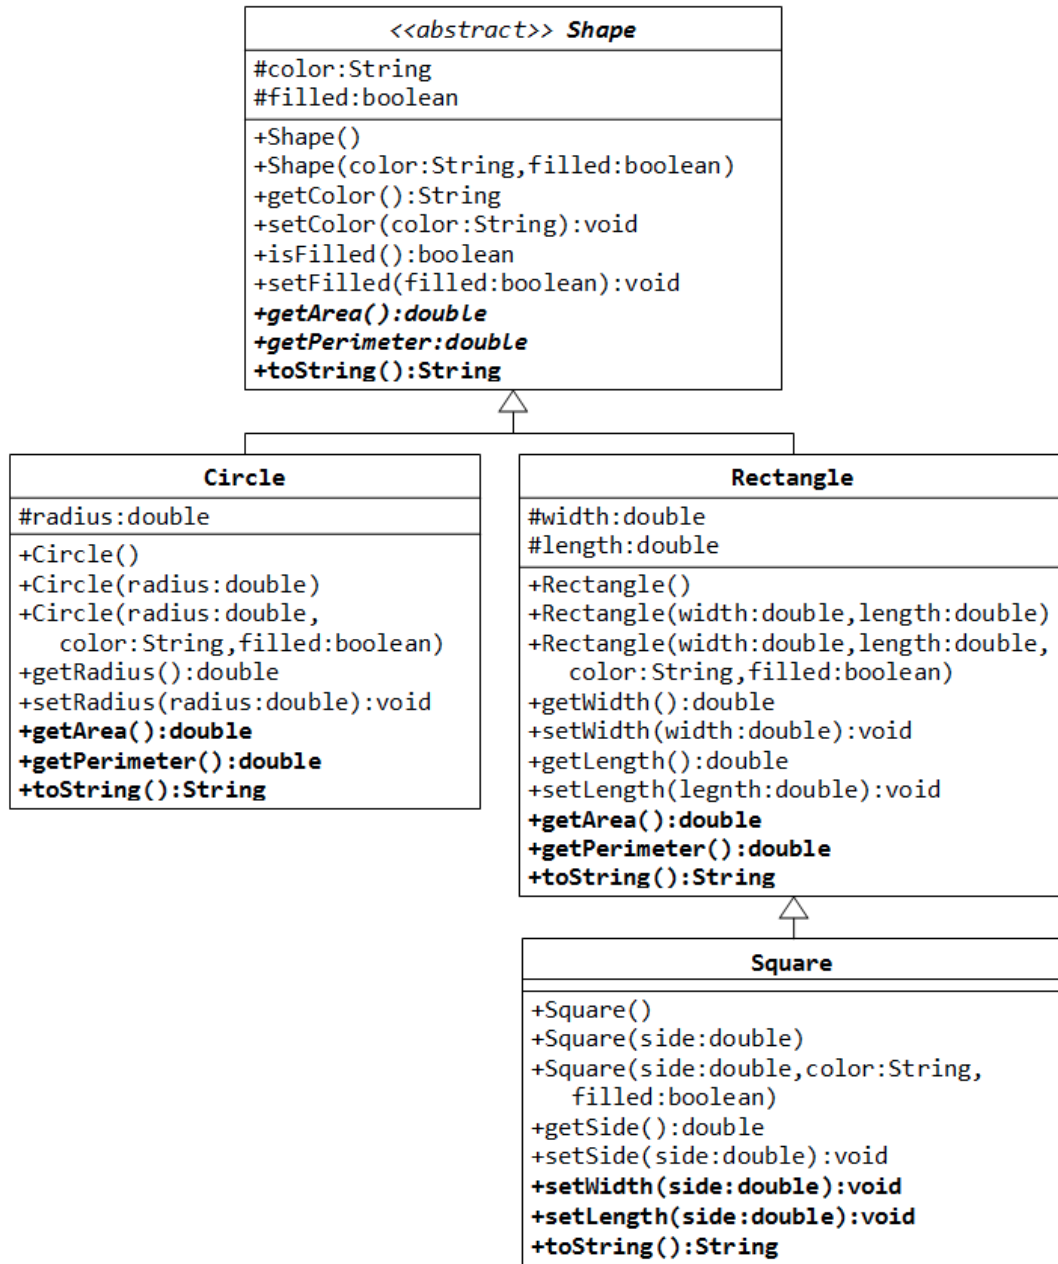 <<abstract>> Shape
#color:String
#filled:boolean
+Shape()
+Shape(color:String,filled:boolean)
+getColor():String
+setColor(color:String):void
+isFilled():boolean
+setFilled(filled:boolean):void
+getArea():double
+getPerimeter:double
+toString():String
Circle
#radius:double
+Circle()
+Circle(radius:double)
+Circle(radius:double,
color:String,filled:boolean)
+getRadius():double
+setRadius(radius:double):void
+getArea():double
+getPerimeter():double
+toString():String
Rectangle
#width:double
#length:double
+Rectangle()
+Rectangle(width:double,length:double)
+Rectangle(width:double,length:double,
color:String,filled:boolean)
+getWidth():double
+setWidth(width:double):void
+getLength():double
+setLength(legnth:double):void
+getArea():double
+getPerimeter():double
+toString():String
Square
+Square()
+Square(side:double)
+Square(side:double,color:String,
filled:boolean)
+getSide():double
+setSide(side:double):void
+setWidth(side:double):void
+setLength(side:double):void
+toString():String